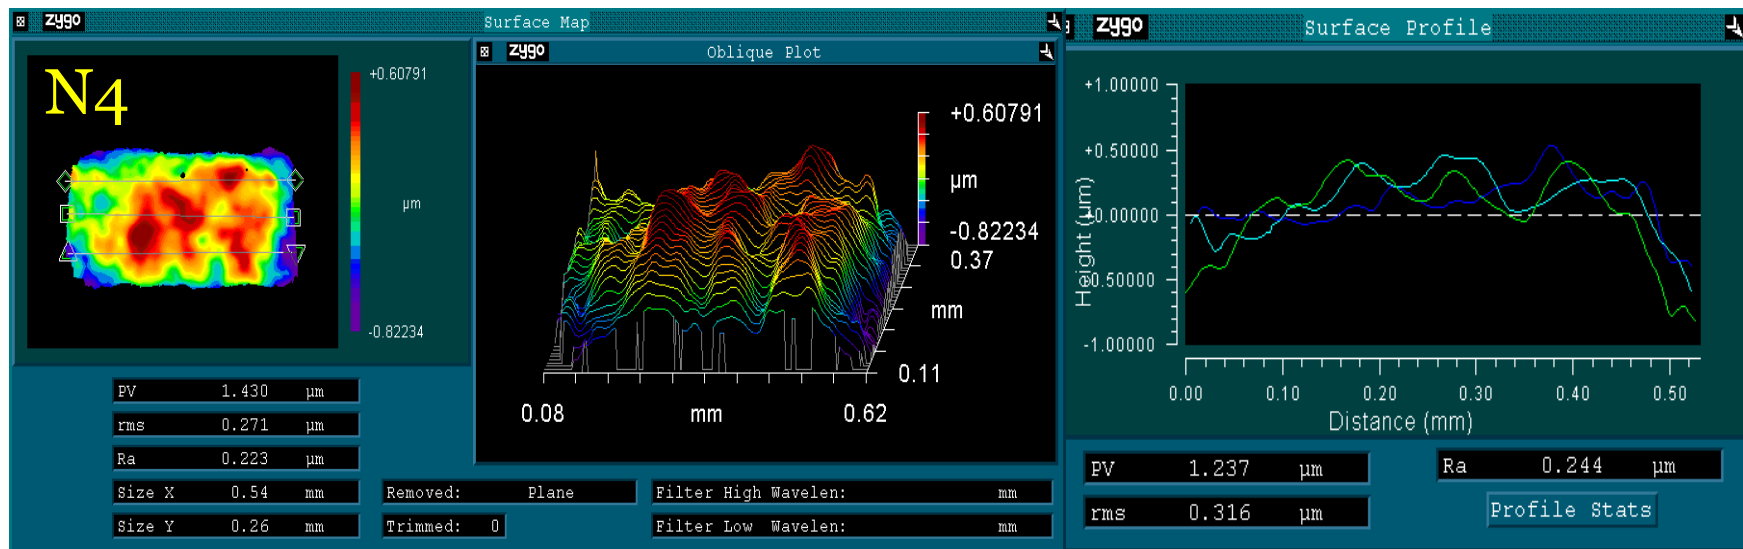 zygo Surface Map
N4
+0.60791
µm
-0.82234
PV 1.430 µm
rms 0.271 µm
Ra 0.223 µm
Size X 0.54 mm
Size Y 0.26 mm
zygo Oblique Plot
+0.60791
µm
-0.82234
0.37
mm
0.11
0.08 mm 0.62
Removed: Plane
Trimmed: 0
Filter High Wavelen: mm
Filter Low Wavelen: mm
zygo Surface Profile
+1.00000
+0.50000
+0.00000
-0.50000
-1.00000
Height (µm)
0.00 0.10 0.20 0.30 0.40 0.50
Distance (mm)
PV 1.237 µm
rms 0.316 µm
Ra 0.244 µm
Profile Stats